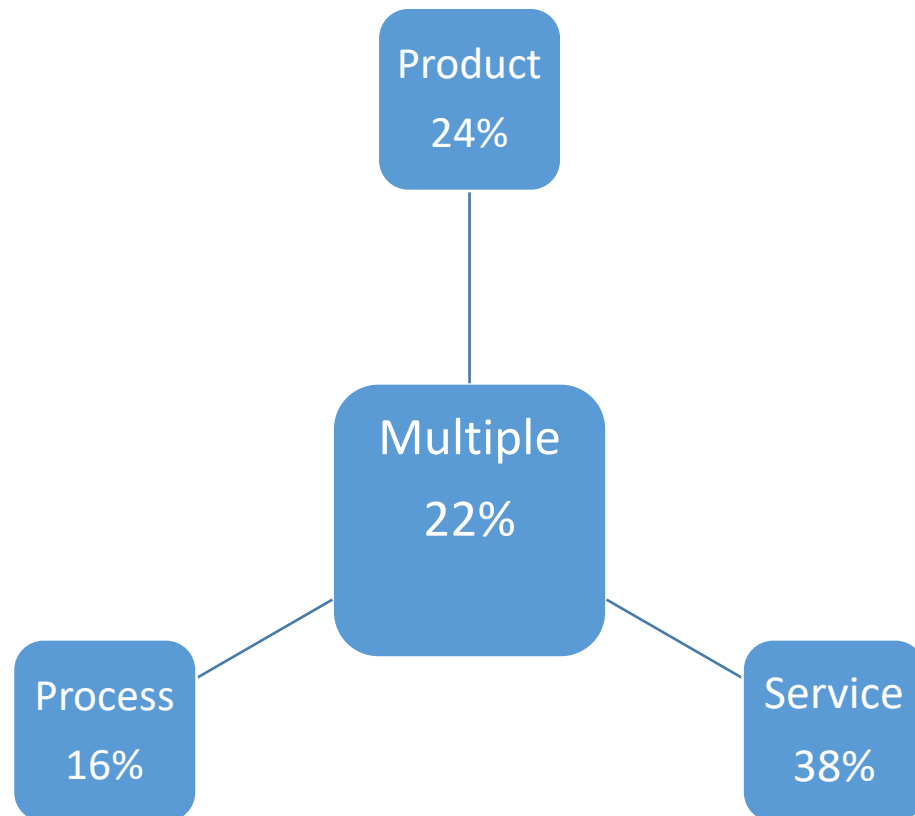 Product
24%
Multiple
22%
Process
16%
Service
38%